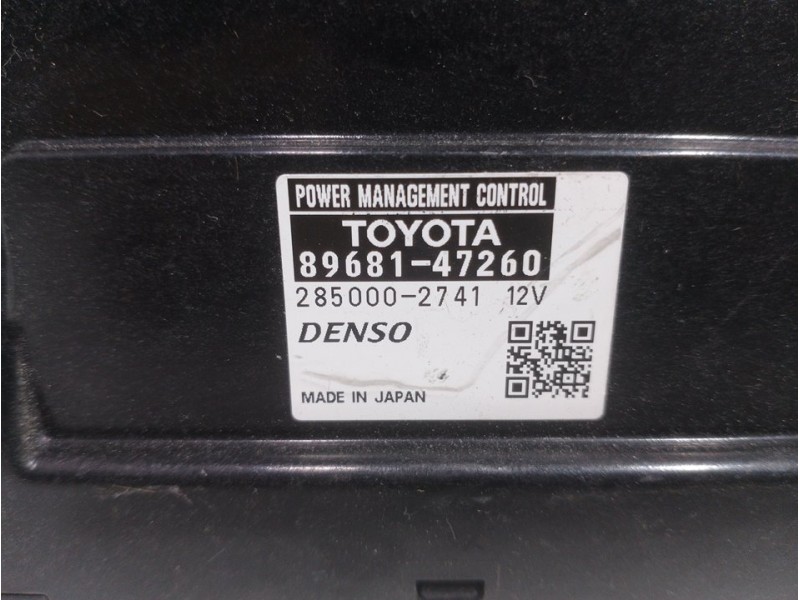 POWER MANAGEMENT CONTROL
TOYOTA
89681-47260
285000-2741 12V
DENSO
MADE IN JAPAN